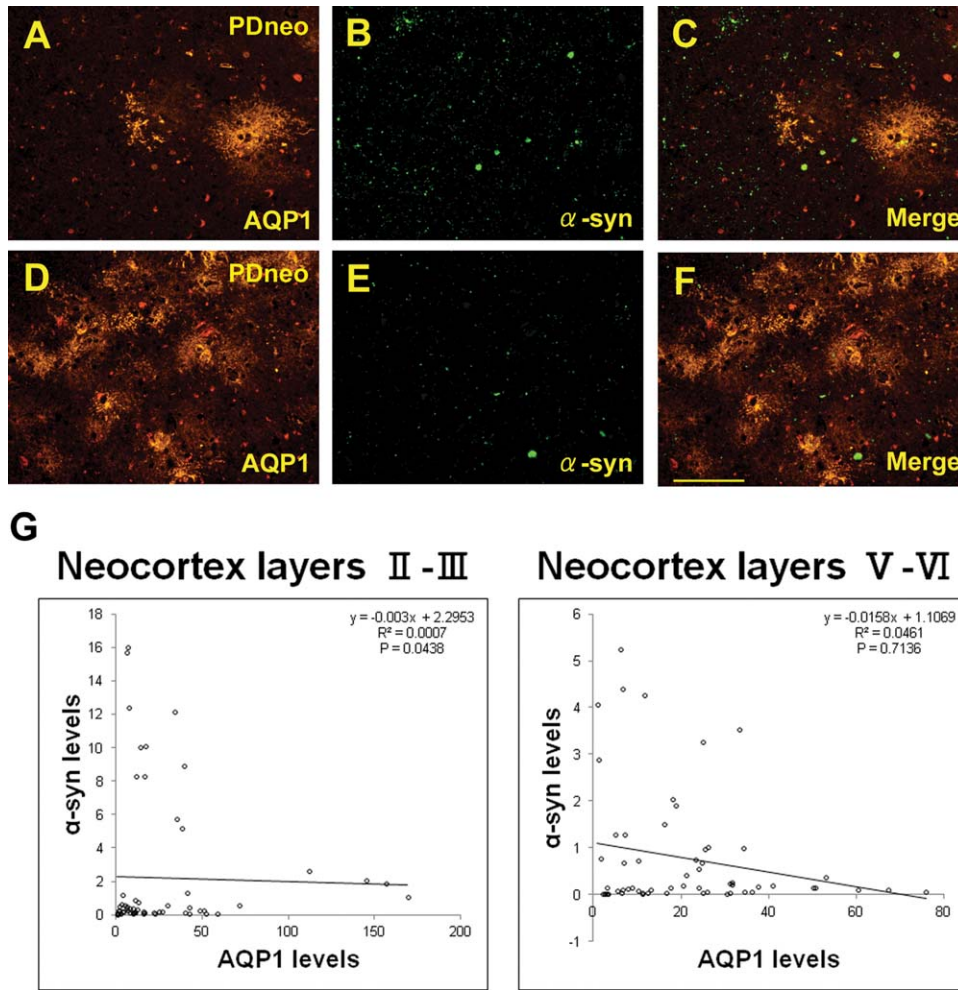 A PDneo AQP1
B α-syn
C Merge
D PDneo AQP1
E α-syn
F Merge
G
Neocortex layers Ⅱ-Ⅲ
y = -0.003x + 2.2953
R² = 0.0007
P = 0.0438
α-syn levels
18
16
14
12
10
8
6
4
2
0
0 50 100 150 200
AQP1 levels
Neocortex layers Ⅴ-Ⅵ
y = -0.0158x + 1.1069
R² = 0.0461
P = 0.7136
α-syn levels
6
5
4
3
2
1
0
-1
0 20 40 60 80
AQP1 levels